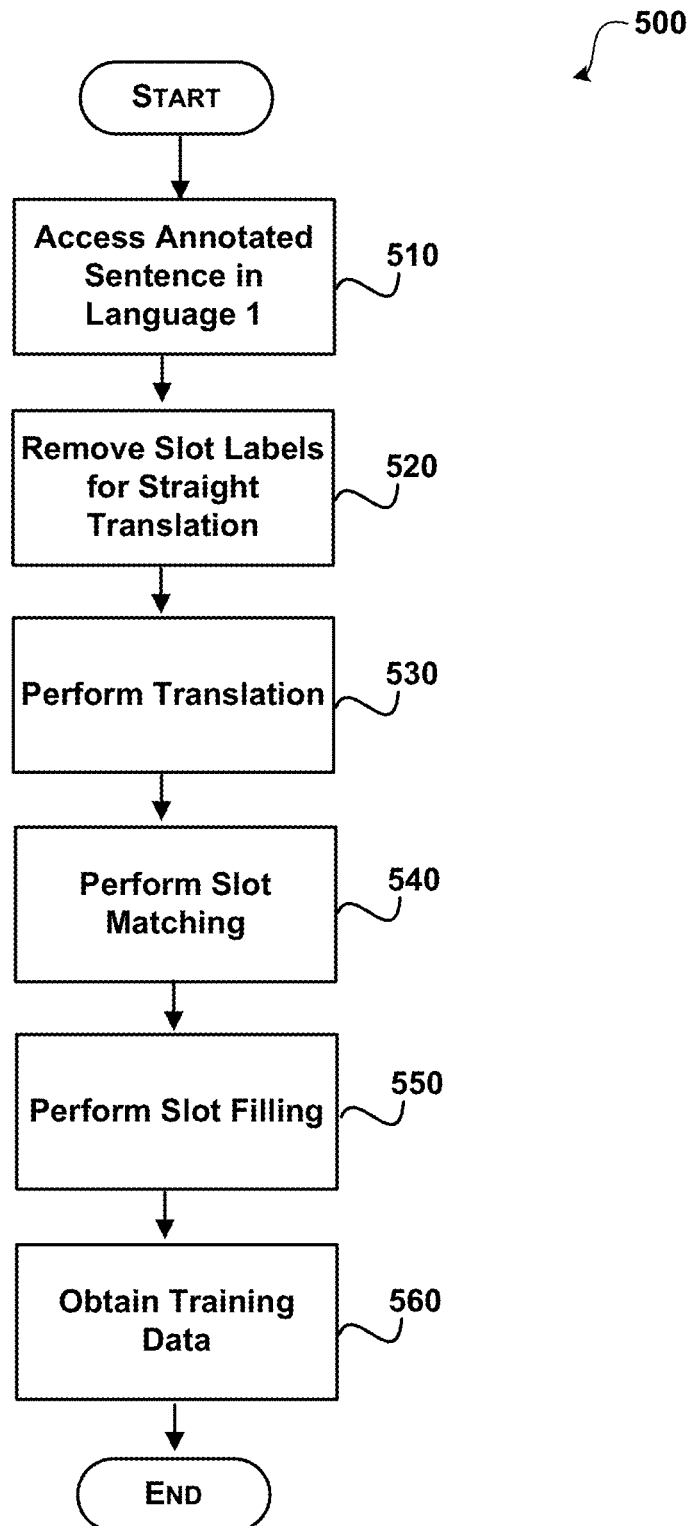 500
START
Access Annotated
Sentence in
Language 1
510
Remove Slot Labels
for Straight
Translation
520
Perform Translation
530
Perform Slot
Matching
540
Perform Slot Filling
550
Obtain Training
Data
560
END